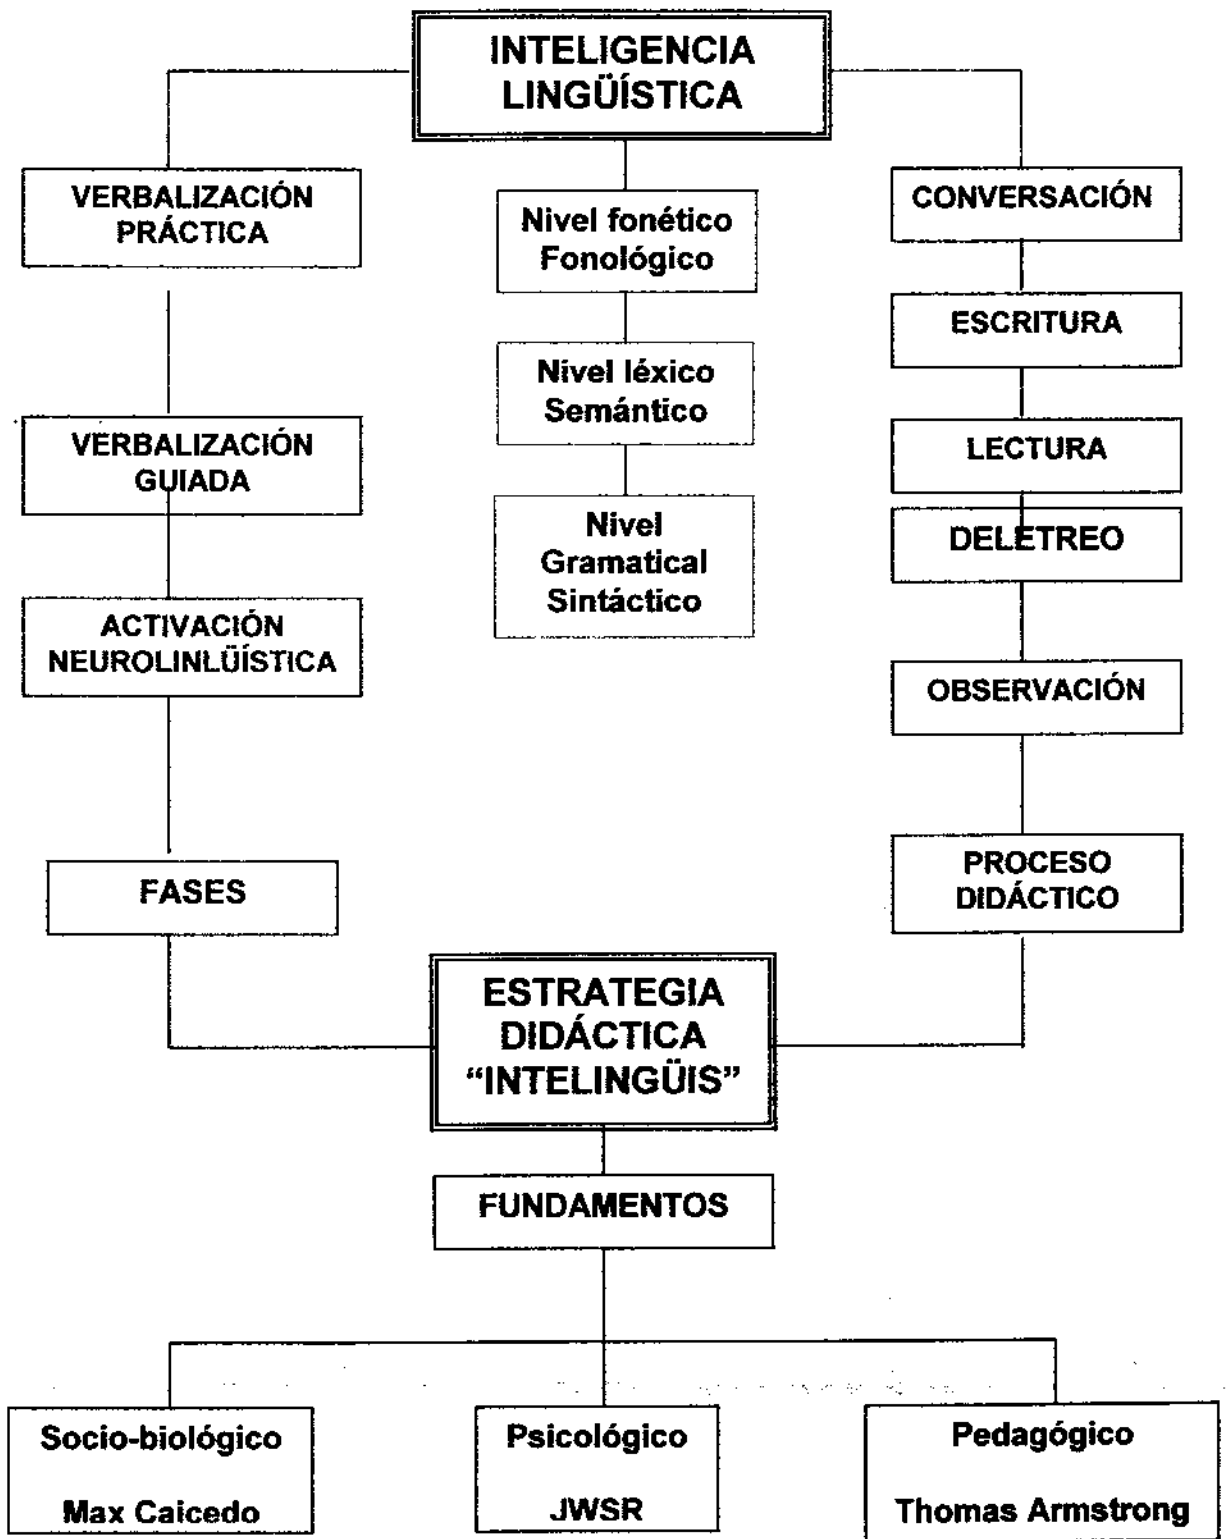 INTELIGENCIA
LINGÜÍSTICA
VERBALIZACIÓN
PRÁCTICA
Nivel fonético
Fonológico
CONVERSACIÓN
ESCRITURA
Nivel léxico
Semántico
VERBALIZACIÓN
GUIADA
LECTURA
DELETREO
Nivel
Gramatical
Sintáctico
ACTIVACIÓN
NEUROLINLÜÍSTICA
OBSERVACIÓN
FASES
PROCESO
DIDÁCTICO
ESTRATEGIA
DIDÁCTICA
“INTELINGÜIS”
FUNDAMENTOS
Socio-biológico
Max Caicedo
Psicológico
JWSR
Pedagógico
Thomas Armstrong